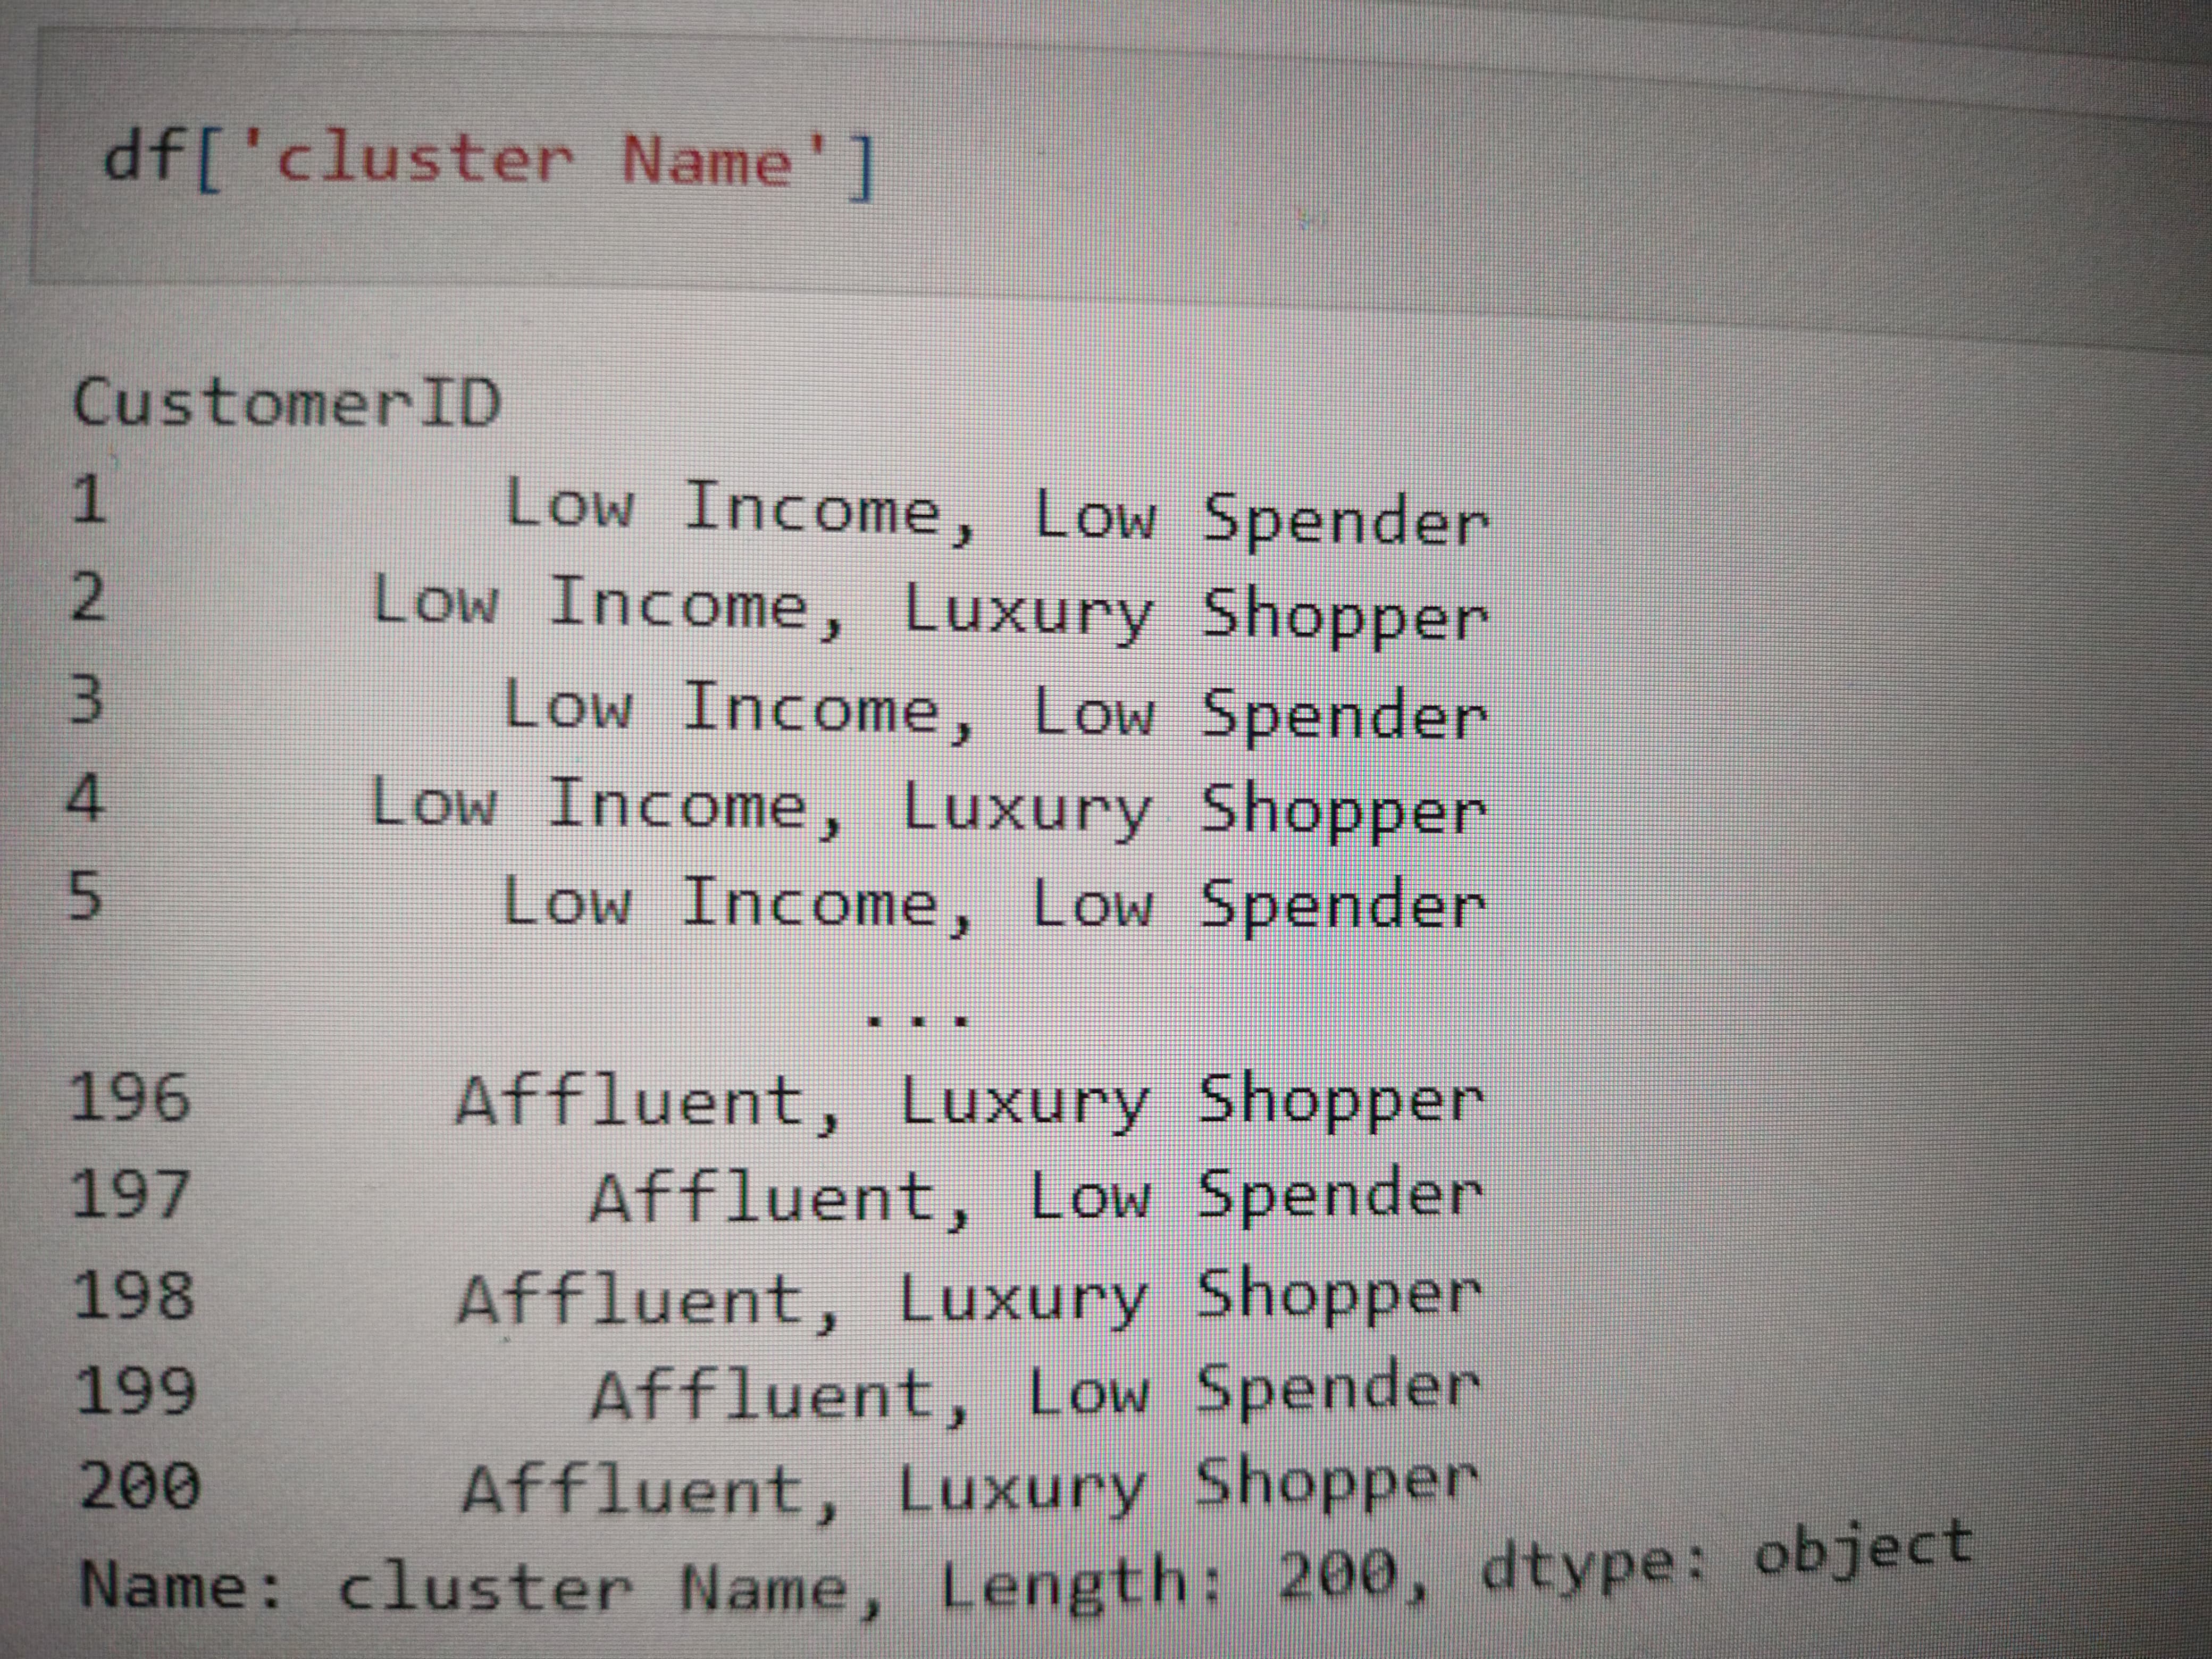 df['cluster Name']
CustomerID
1 Low Income, Low Spender
2 Low Income, Luxury Shopper
3 Low Income, Low Spender
4 Low Income, Luxury Shopper
5 Low Income, Low Spender
...
196 Affluent, Luxury Shopper
197 Affluent, Low Spender
198 Affluent, Luxury Shopper
199 Affluent, Low Spender
200 Affluent, Luxury Shopper
Name: cluster Name, Length: 200, dtype: object